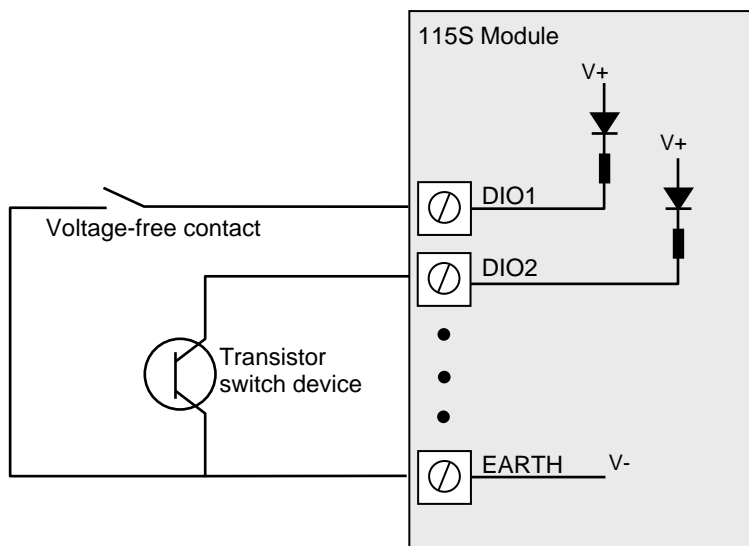 115S Module
V+
V+
DIO1
Voltage-free contact
DIO2
Transistor
switch device
EARTH
V-